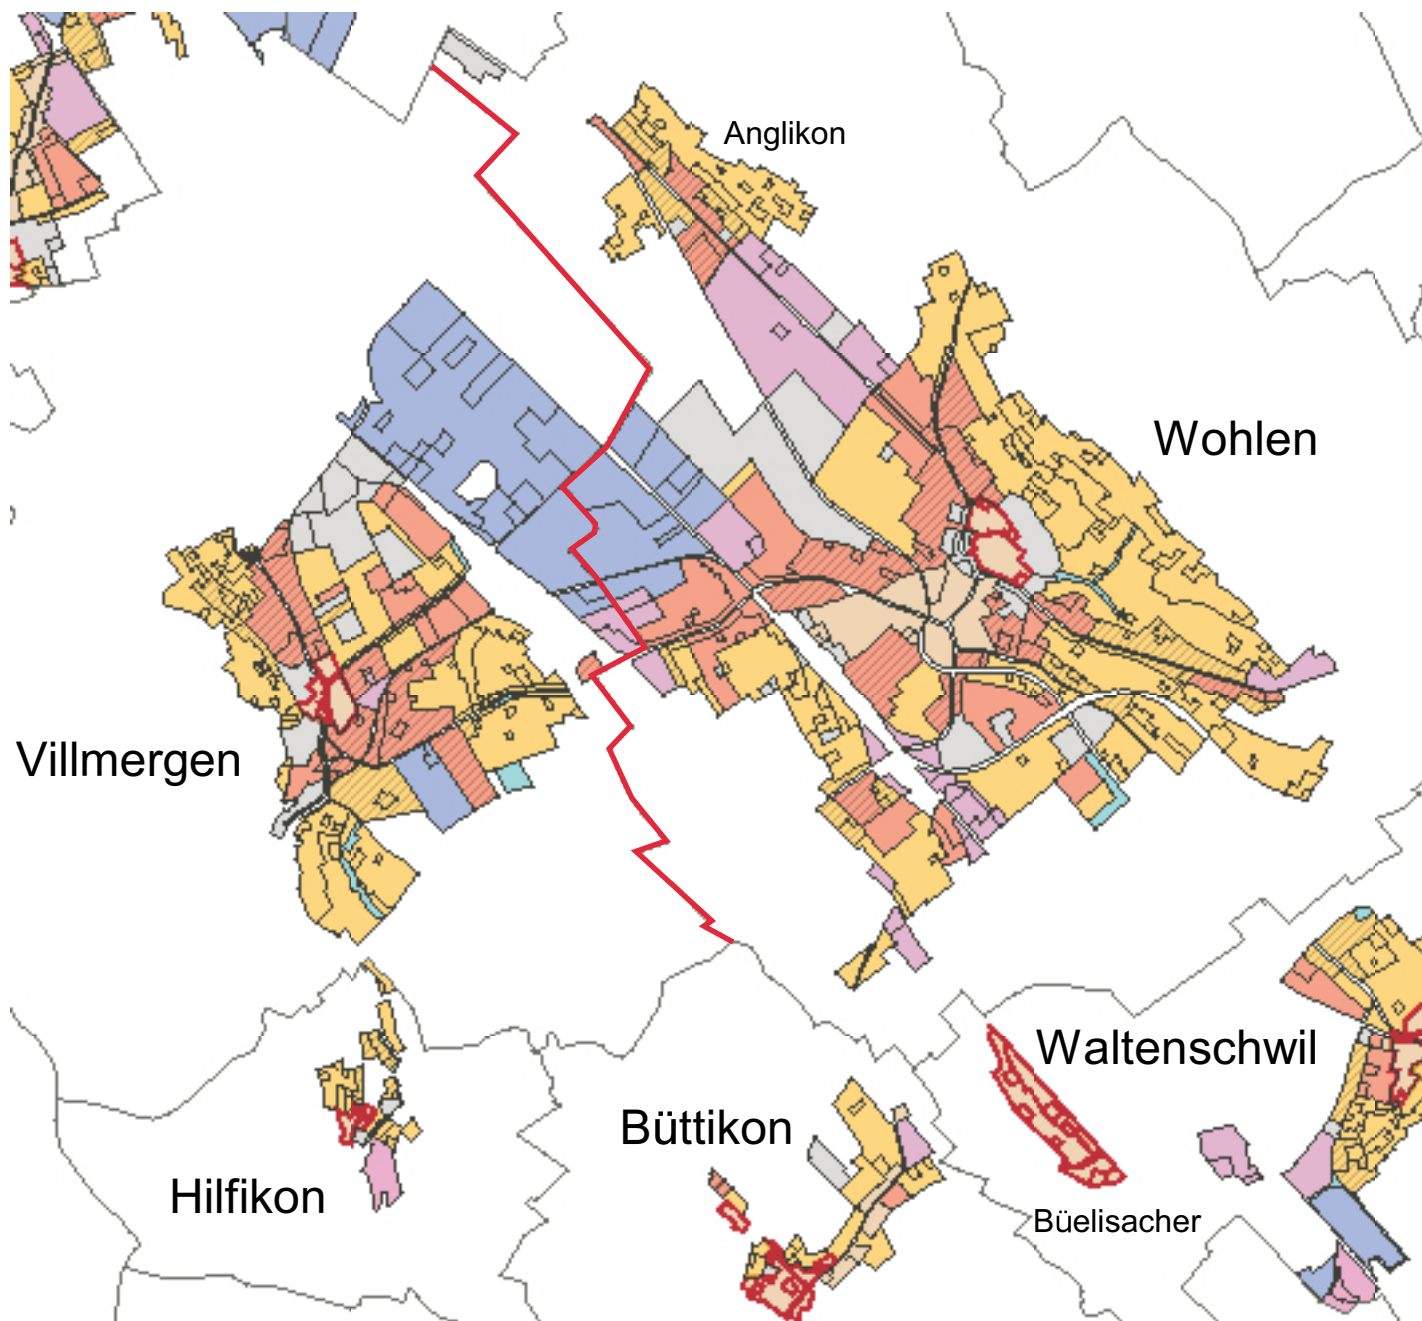 Anglikon
Wohlen
Villmergen
Waltenschwil
Büttikon
Hilfikon
Büelisacher